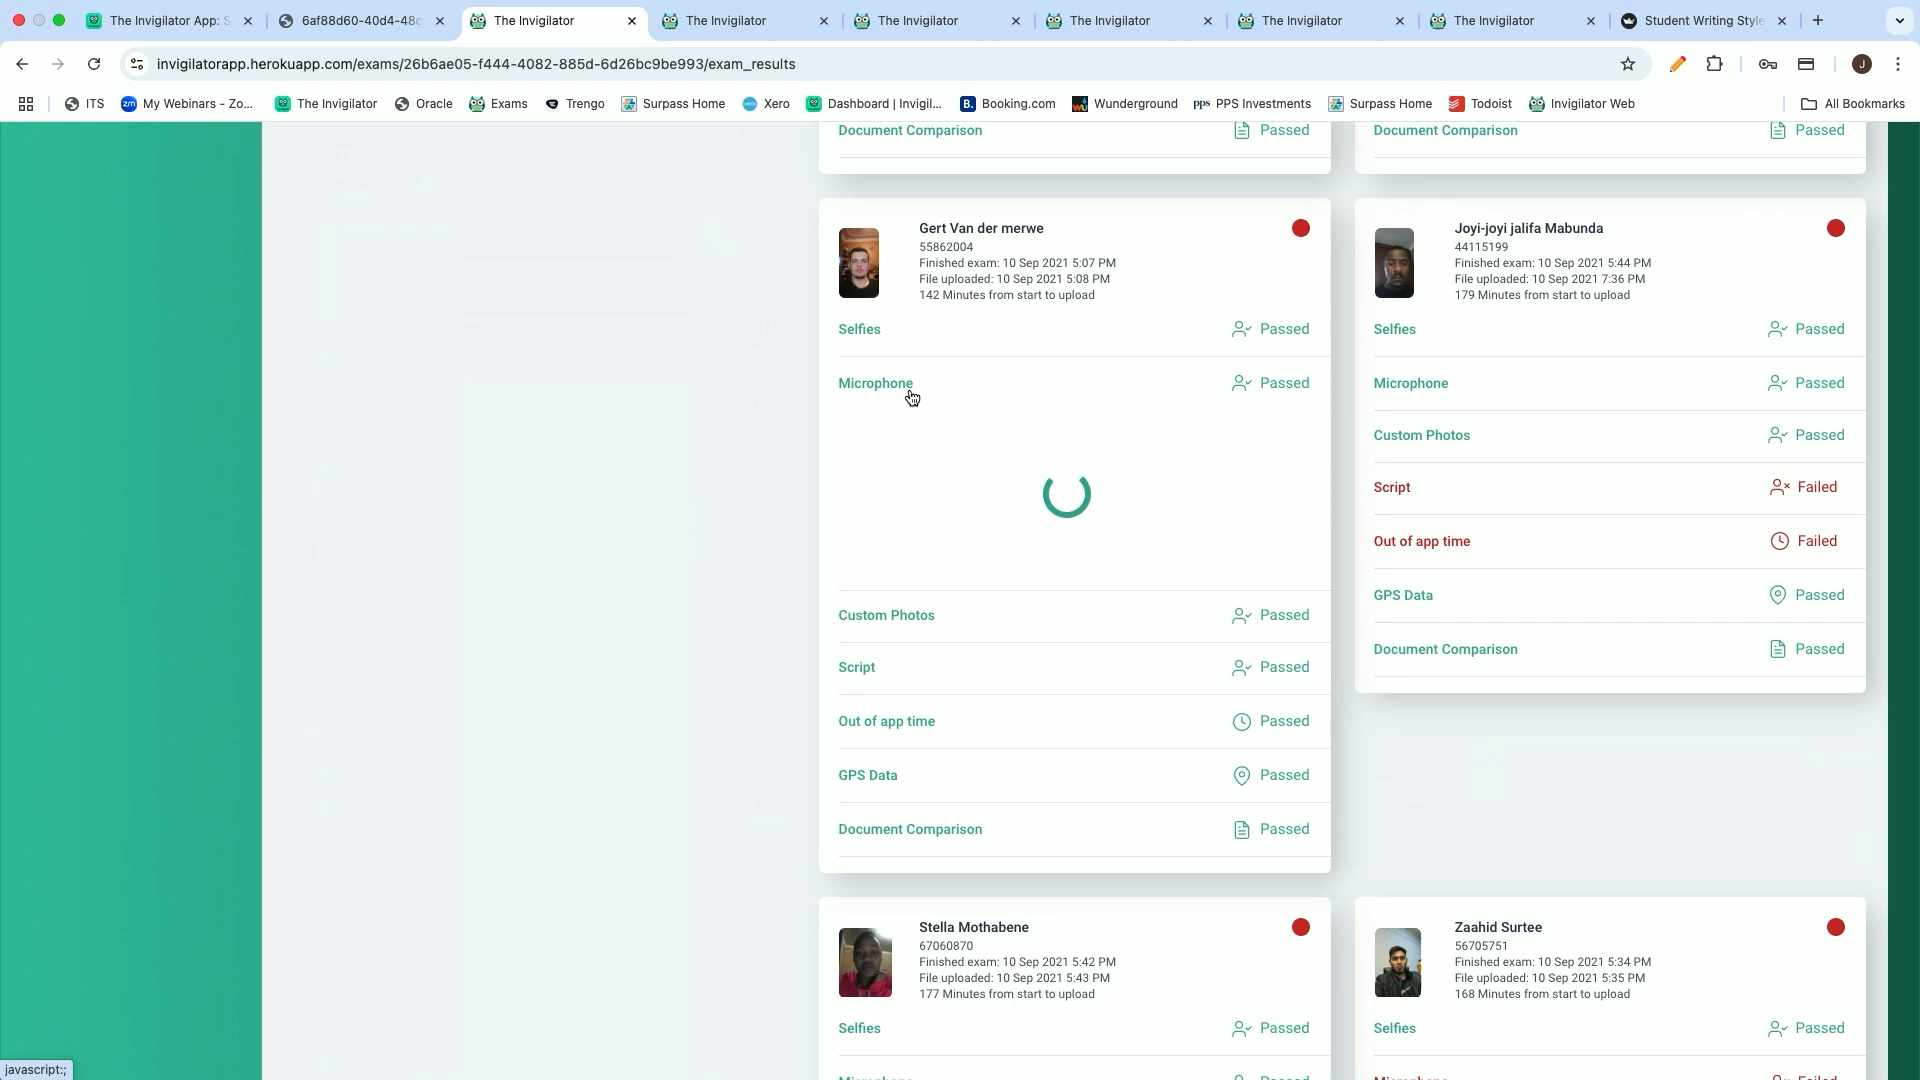 The Invigilator App: S
6af88d60-40d4-48c
The Invigilator
The Invigilator
The Invigilator
The Invigilator
The Invigilator
The Invigilator
Student Writing Style
invigilatorapp.herokuapp.com/exams/26b6ae05-f444-4082-885d-6d26bc9be993/exam_results
J
ITS
zm My Webinars - Zo...
The Invigilator
Oracle
Exams
Trengo
Surpass Home
Xero
Dashboard | Invigil...
B. Booking.com
Wunderground
pps PPS Investments
Surpass Home
Todoist
Invigilator Web
All Bookmarks
Document Comparison Passed
Document Comparison Passed
Gert Van der merwe
55862004
Finished exam: 10 Sep 2021 5:07 PM
File uploaded: 10 Sep 2021 5:08 PM
142 Minutes from start to upload
Selfies Passed
Microphone Passed
Custom Photos Passed
Script Passed
Out of app time Passed
GPS Data Passed
Document Comparison Passed
Joyi-joyi jalifa Mabunda
44115199
Finished exam: 10 Sep 2021 5:44 PM
File uploaded: 10 Sep 2021 7:36 PM
179 Minutes from start to upload
Selfies Passed
Microphone Passed
Custom Photos Passed
Script Failed
Out of app time Failed
GPS Data Passed
Document Comparison Passed
Stella Mothabene
67060870
Finished exam: 10 Sep 2021 5:42 PM
File uploaded: 10 Sep 2021 5:43 PM
177 Minutes from start to upload
Selfies Passed
Microphone Passed
Zaahid Surtee
56705751
Finished exam: 10 Sep 2021 5:34 PM
File uploaded: 10 Sep 2021 5:35 PM
168 Minutes from start to upload
Selfies Passed
Microphone Failed
javascript:;